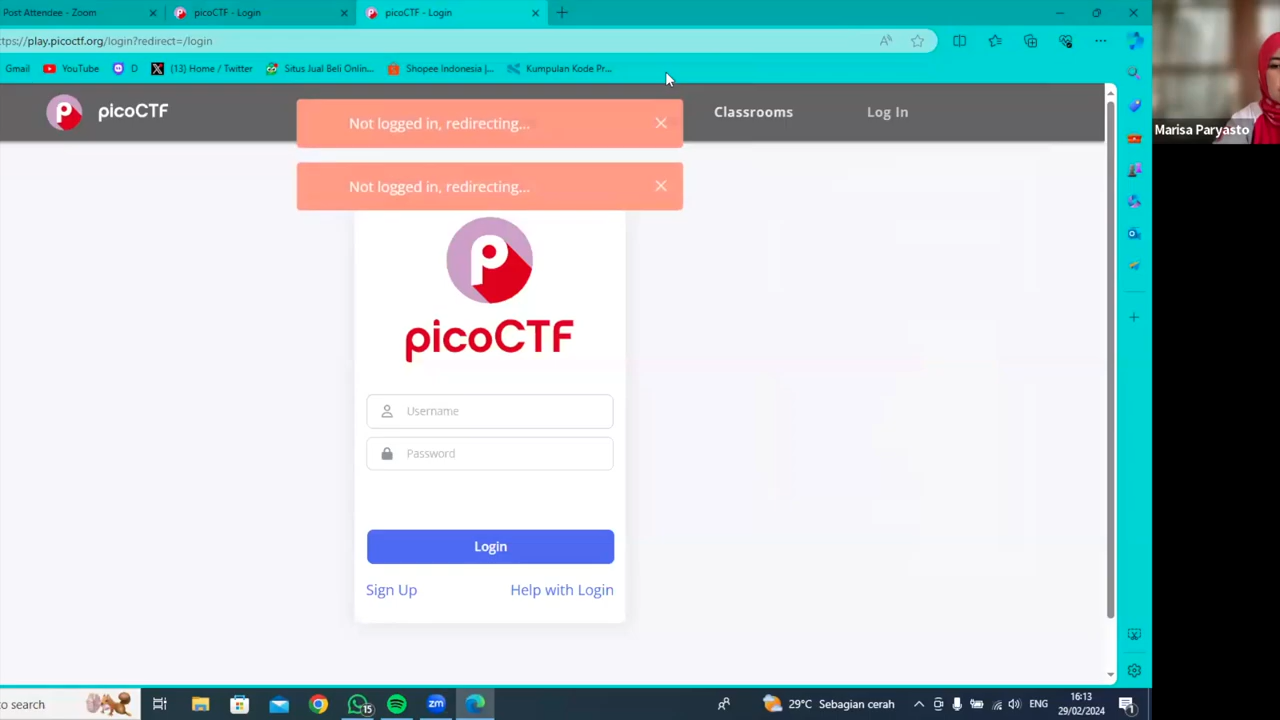 Post Attendee - Zoom
picoCTF - Login
picoCTF - Login
ttps://play.picoctf.org/login?redirect=/login
Gmail
YouTube
D
(13) Home / Twitter
Situs Jual Beli Onlin...
Shopee Indonesia |...
Kumpulan Kode Pr...
picoCTF
Not logged in, redirecting...
Classrooms
Log In
Marisa Paryasto
Not logged in, redirecting...
picoCTF
Username
Password
Login
Sign Up
Help with Login
o search
15
29°C Sebagian cerah
ENG
16:13
29/02/2024
1